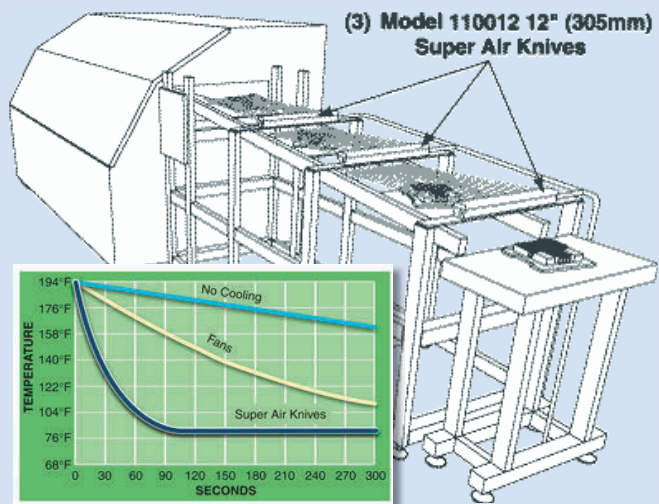 (3) Model 110012 12" (305mm)
Super Air Knives
194°F
176°F
158°F
140°F
122°F
104°F
76°F
68°F
TEMPERATURE
No Cooling
Fans
Super Air Knives
0 30 60 90 120 150 180 210 240 270 300
SECONDS